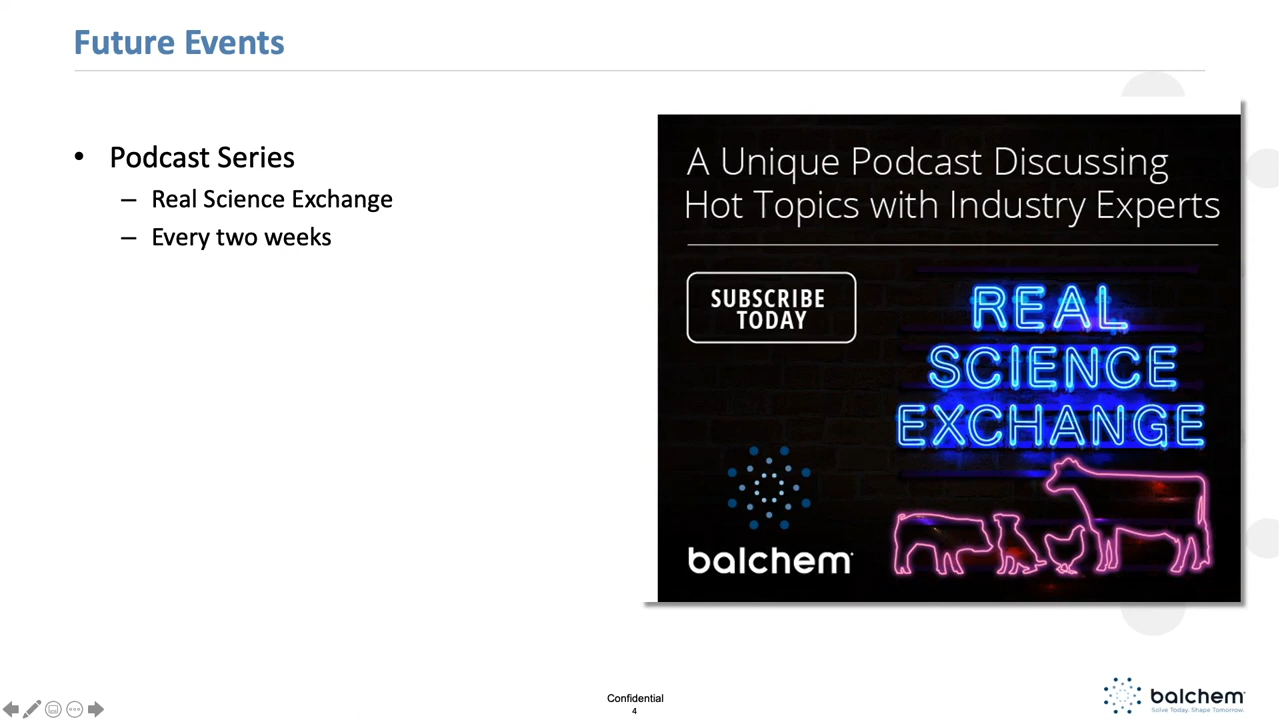 Future Events
• Podcast Series
– Real Science Exchange
– Every two weeks
A Unique Podcast Discussing
Hot Topics with Industry Experts
SUBSCRIBE
TODAY
REAL
SCIENCE
EXCHANGE
balchem
Confidential
4
balchem
Solve Today. Shape Tomorrow.